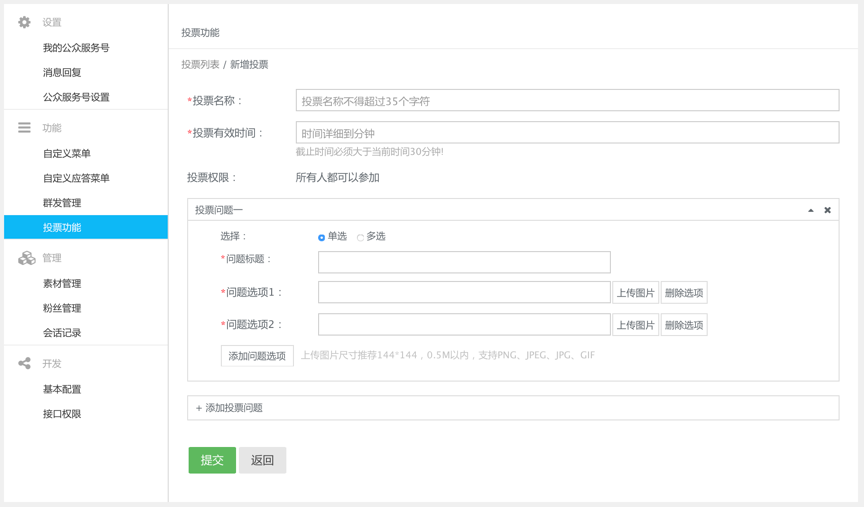 设置
我的公众服务号
消息回复
公众服务号设置
功能
自定义菜单
自定义应答菜单
群发管理
投票功能
管理
素材管理
粉丝管理
会话记录
开发
基本配置
接口权限
投票功能
投票列表 / 新增投票
*投票名称： 投票名称不得超过35个字符
*投票有效时间： 时间详细到分钟
截止时间必须大于当前时间30分钟!
投票权限： 所有人都可以参加
投票问题一
选择： 单选 多选
*问题标题：
*问题选项1： 上传图片 删除选项
*问题选项2： 上传图片 删除选项
添加问题选项 上传图片尺寸推荐144*144，0.5M以内，支持PNG、JPEG、JPG、GIF
+ 添加投票问题
提交 返回